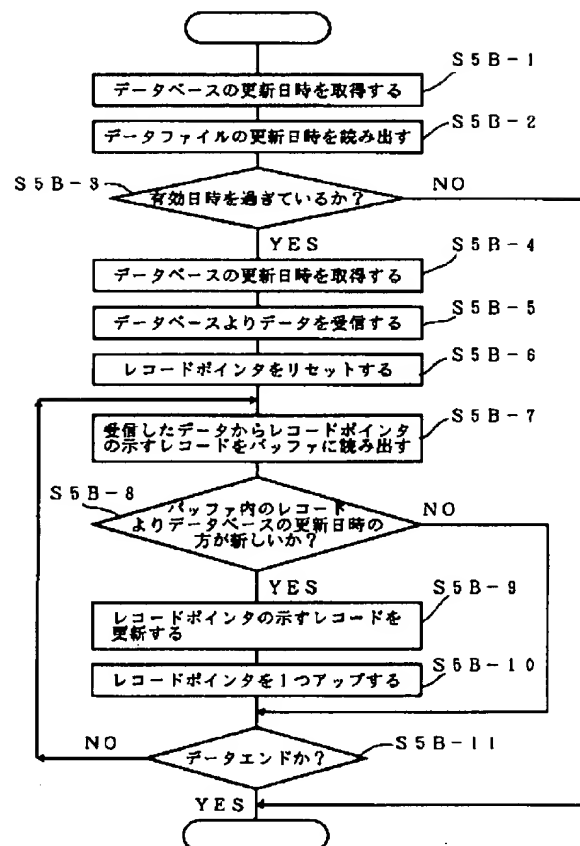 S5B-1
データベースの更新日時を取得する
S5B-2
データファイルの更新日時を読み出す
S5B-3
有効日時を過ぎているか？
NO
YES
S5B-4
データベースの更新日時を取得する
S5B-5
データベースよりデータを受信する
S5B-6
レコードポインタをリセットする
S5B-7
受信したデータからレコードポインタ
の示すレコードをバッファに読み出す
S5B-8
バッファ内のレコード
よりデータベースの更新日時の
方が新しいか？
NO
YES
S5B-9
レコードポインタの示すレコードを
更新する
S5B-10
レコードポインタを1つアップする
S5B-11
データエンドか？
NO
YES